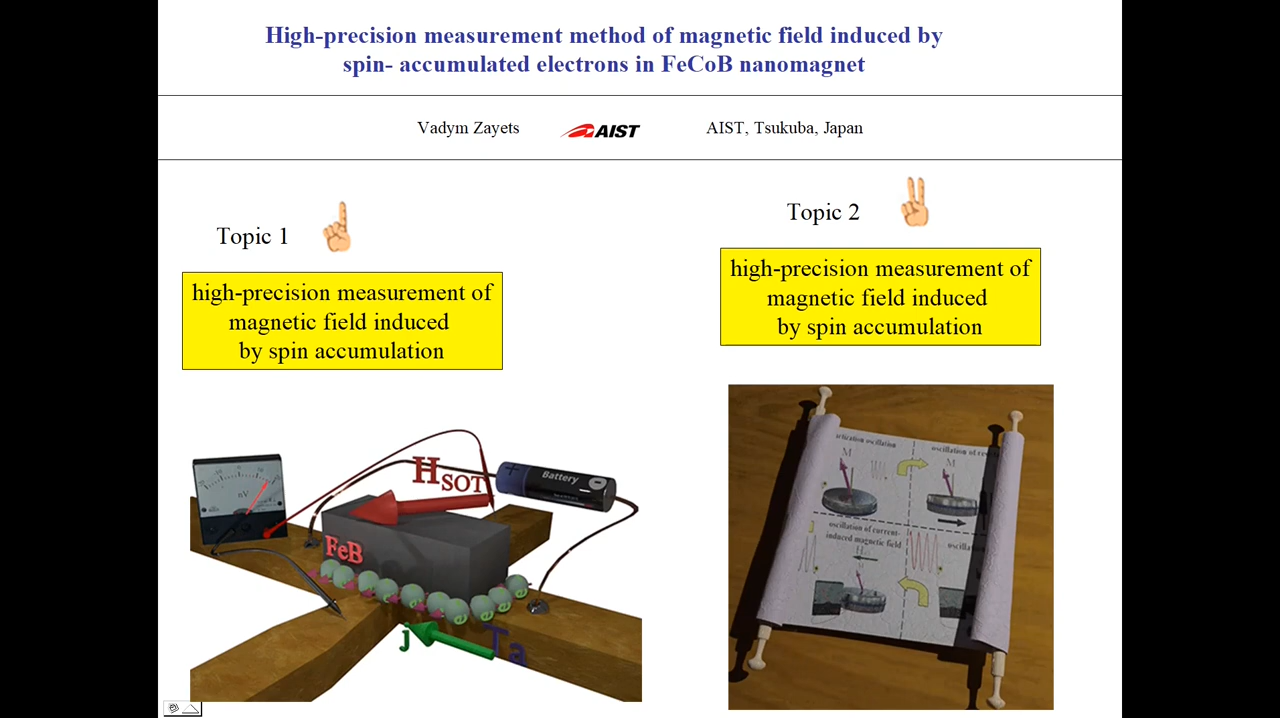 High-precision measurement method of magnetic field induced by
spin- accumulated electrons in FeCoB nanomagnet
Vadym Zayets
AIST
AIST, Tsukuba, Japan
Topic 1
high-precision measurement of
magnetic field induced
by spin accumulation
Topic 2
high-precision measurement of
magnetic field induced
by spin accumulation
HSOT
Battery
nV
FeB
j
Ta
oscillation of current-
induced magnetic field
M
M